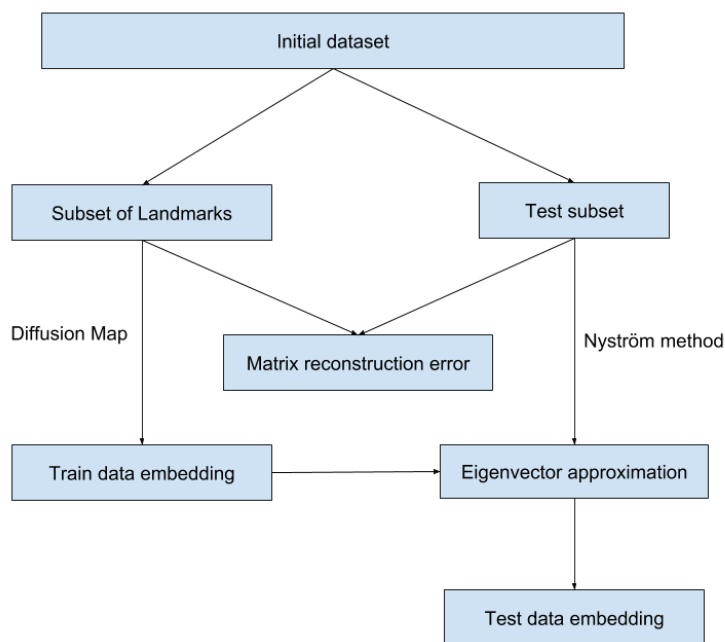 Initial dataset
Subset of Landmarks
Test subset
Diffusion Map
Matrix reconstruction error
Nyström method
Train data embedding
Eigenvector approximation
Test data embedding